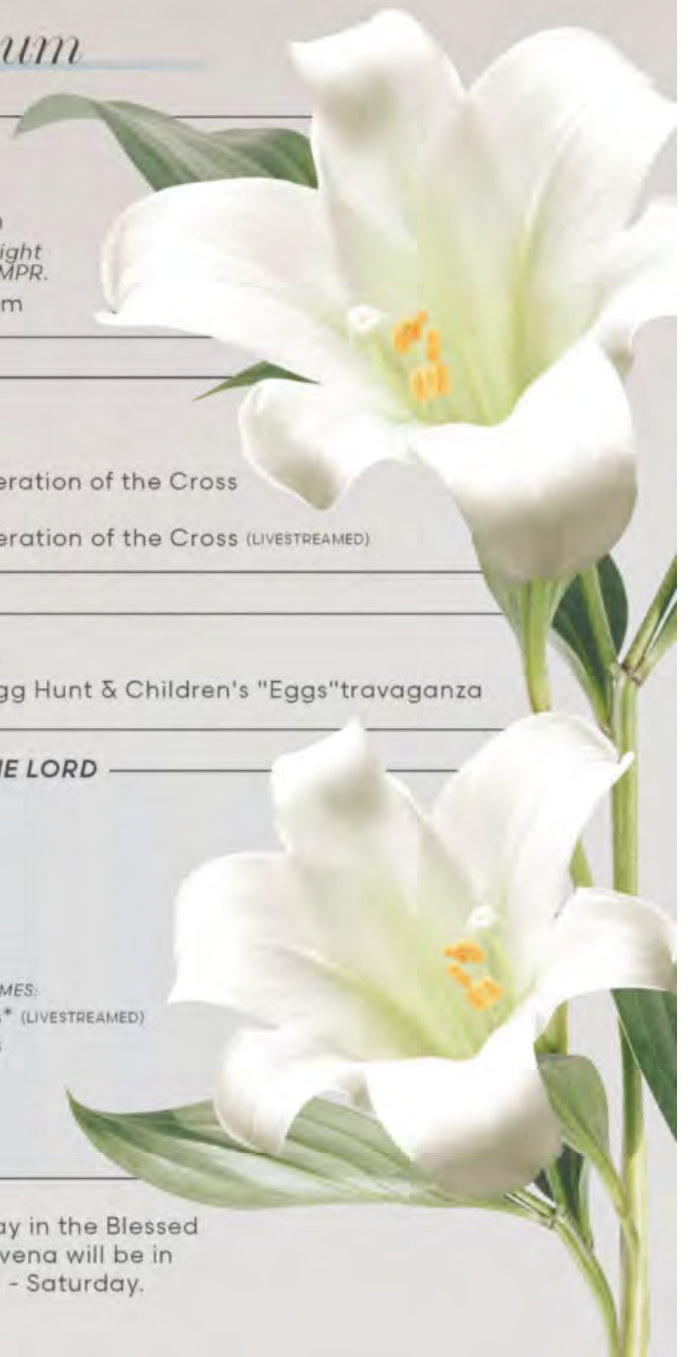 um
ight
MPR.
m
eration of the Cross
eration of the Cross (LIVESTREAMED)
gg Hunt & Children's "Eggs"travaganza
HE LORD
MES:
* (LIVESTREAMED)
ay in the Blessed
vena will be in
- Saturday.